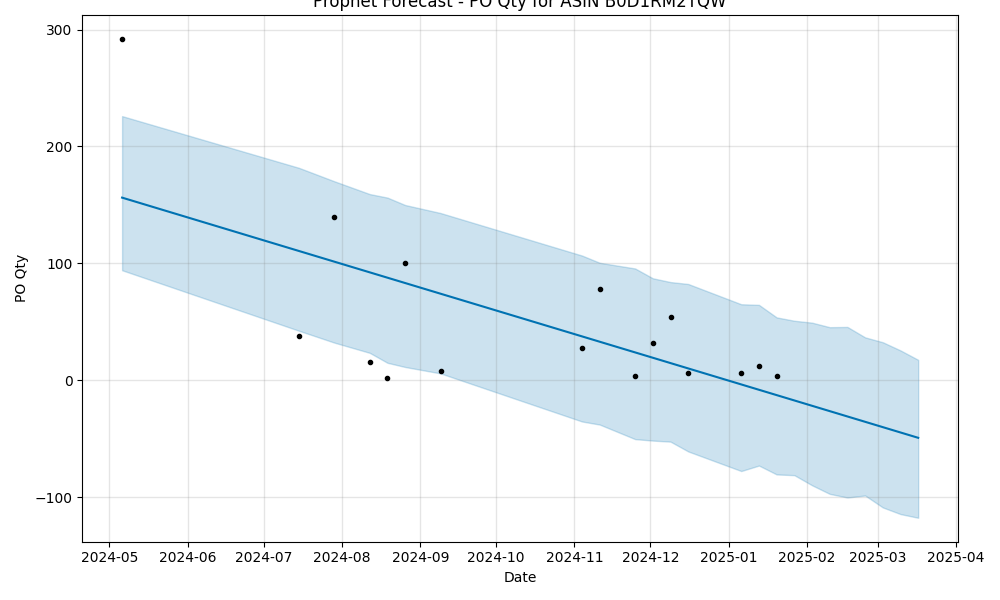 Prophet Forecast - PO Qty for ASIN B0D1RM2TQW
300
200
100
0
−100
PO Qty
2024-05 2024-06 2024-07 2024-08 2024-09 2024-10 2024-11 2024-12 2025-01 2025-02 2025-03 2025-04
Date